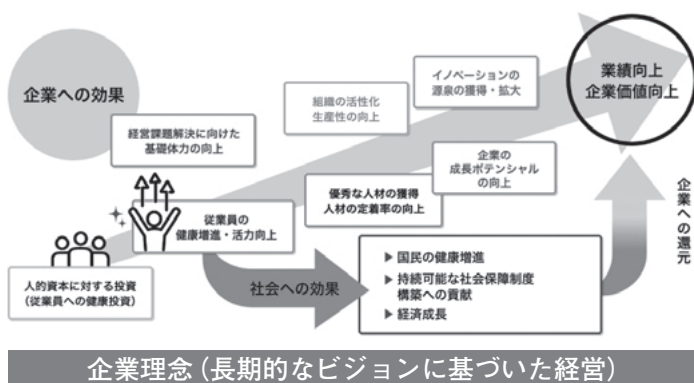 企業への効果
経営課題解決に向けた
基礎体力の向上
組織の活性化
生産性の向上
イノベーションの
源泉の獲得・拡大
業績向上
企業価値向上
企業の
成長ポテンシャル
の向上
優秀な人材の獲得
人材の定着率の向上
従業員の
健康増進・活力向上
人的資本に対する投資
(従業員への健康投資)
社会への効果
▶ 国民の健康増進
▶ 持続可能な社会保障制度
構築への貢献
▶ 経済成長
企業への還元
企業理念(長期的なビジョンに基づいた経営)